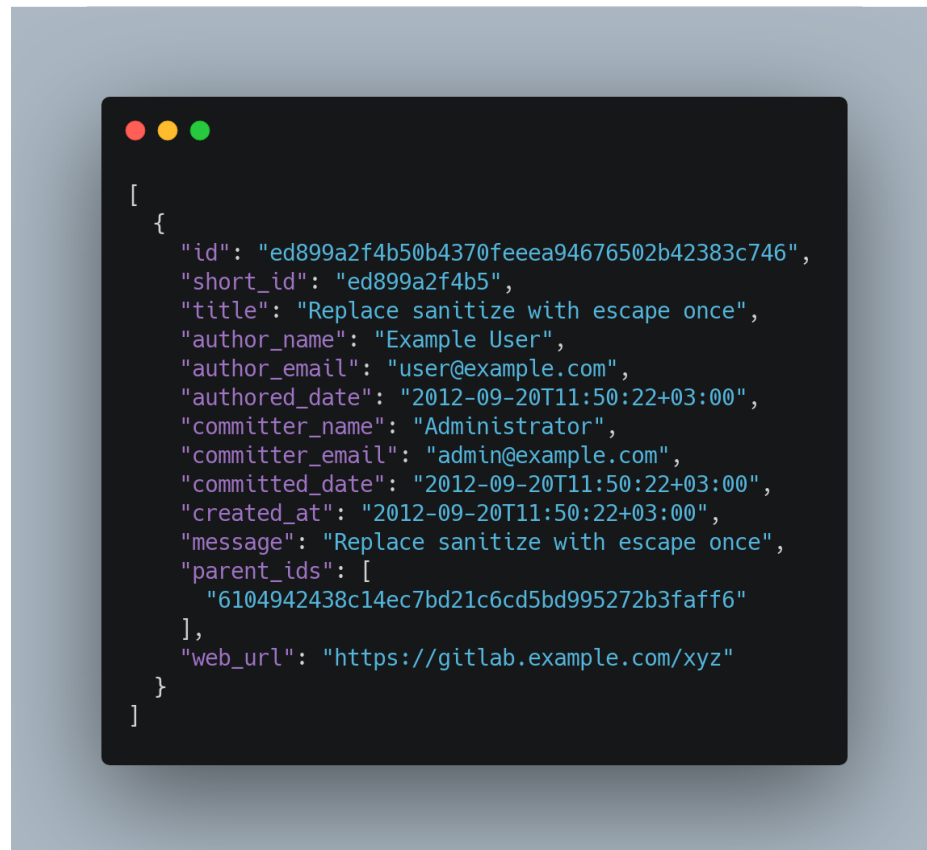 [
  {
    "id": "ed899a2f4b50b4370feeea94676502b42383c746",
    "short_id": "ed899a2f4b5",
    "title": "Replace sanitize with escape once",
    "author_name": "Example User",
    "author_email": "user@example.com",
    "authored_date": "2012-09-20T11:50:22+03:00",
    "committer_name": "Administrator",
    "committer_email": "admin@example.com",
    "committed_date": "2012-09-20T11:50:22+03:00",
    "created_at": "2012-09-20T11:50:22+03:00",
    "message": "Replace sanitize with escape once",
    "parent_ids": [
      "6104942438c14ec7bd21c6cd5bd995272b3faff6"
    ],
    "web_url": "https://gitlab.example.com/xyz"
  }
]